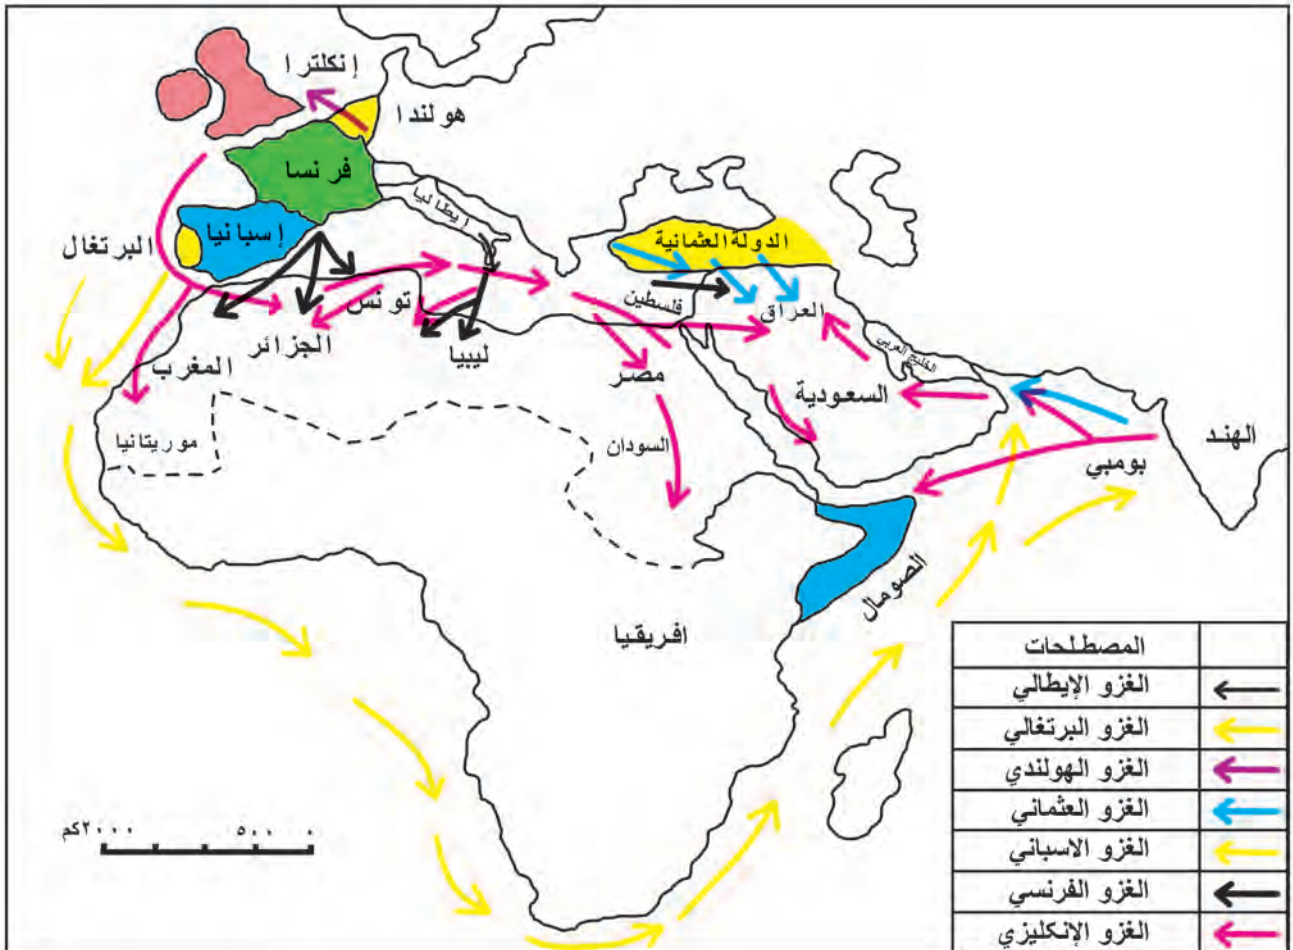 إنكلترا
هولندا
فرنسا
إيطاليا
إسبانيا
البرتغال
الدولة العثمانية
تونس
فلسطين
العراق
الجزائر
ليبيا
الخليج العربي
المغرب
مصر
السعودية
موريتانيا
السودان
الهند
بومبي
الصومال
افريقيا
٢٠٠٠كم ٥٠٠ ٠
المصطلحات
الغزو الإيطالي
الغزو البرتغالي
الغزو الهولندي
الغزو العثماني
الغزو الاسباني
الغزو الفرنسي
الغزو الإنكليزي